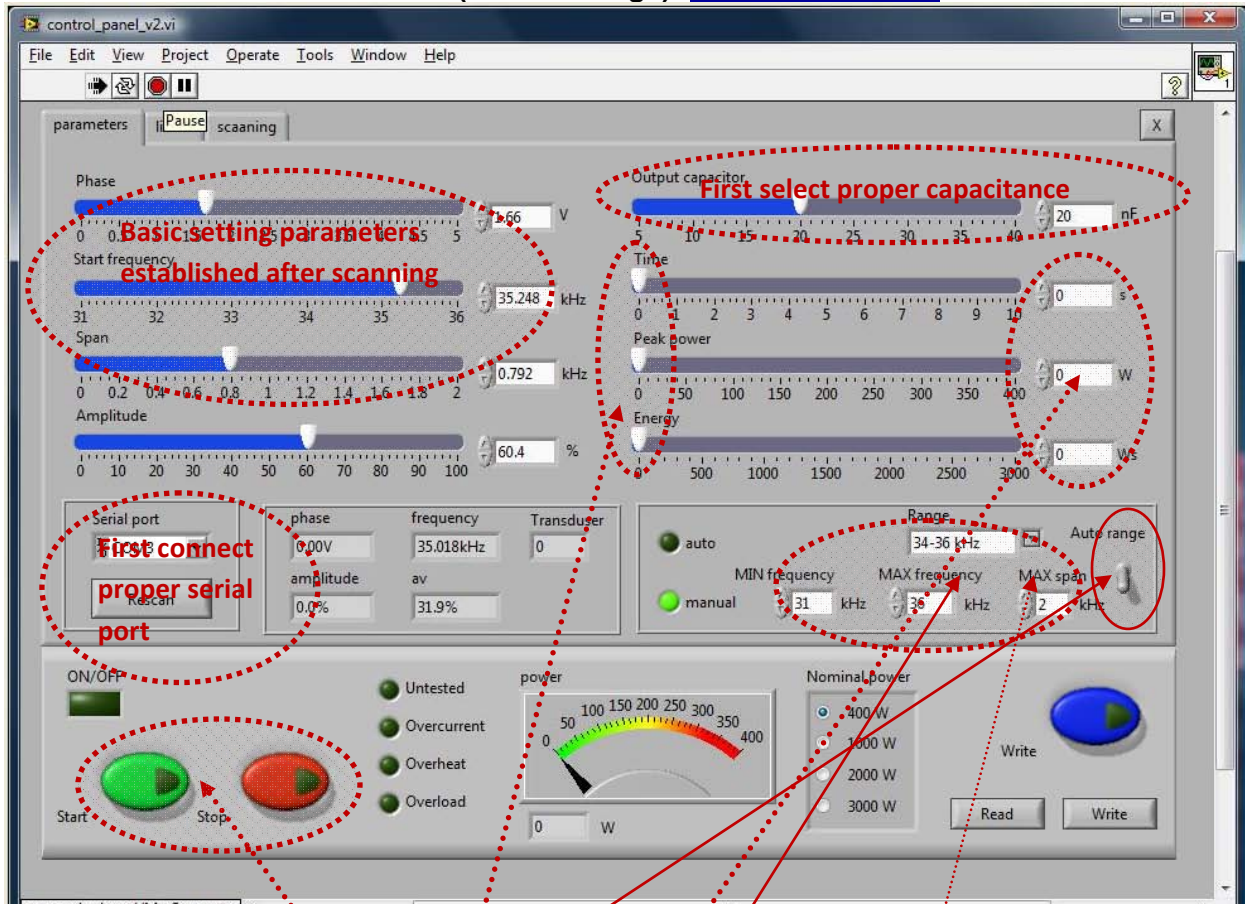 control_panel_v2.vi
File Edit View Project Operate Tools Window Help
parameters Pause scaaning X
Phase
1.66 V
0 5
Basic setting parameters
established after scanning
Start frequency
35.248 kHz
31 32 33 34 35 36
Span
0.792 kHz
0 0.2 0.4 0.6 0.8 1 1.2 1.4 1.6 1.8 2
Amplitude
60.4 %
0 10 20 30 40 50 60 70 80 90 100
Output capacitor
First select proper capacitance
20 nF
5 10 15 20 25 30 35 40
Time
0 s
0 1 2 3 4 5 6 7 8 9 10
Peak power
0 W
0 50 100 150 200 250 300 350 400
Energy
0 Ws
0 500 1000 1500 2000 2500 3000
Serial port
First connect
proper serial
port
Rescan
phase frequency Transduser
0.00V 35.018kHz 0
amplitude av
0.0% 31.9%
auto
manual
Range
34-36 kHz
Auto range
MIN frequency MAX frequency MAX span
31 kHz 36 kHz 2 kHz
ON/OFF
Start Stop
Untested
Overcurrent
Overheat
Overload
power
0 50 100 150 200 250 300 350 400
0 W
Nominal power
400 W
1000 W
2000 W
3000 W
Write
Read Write